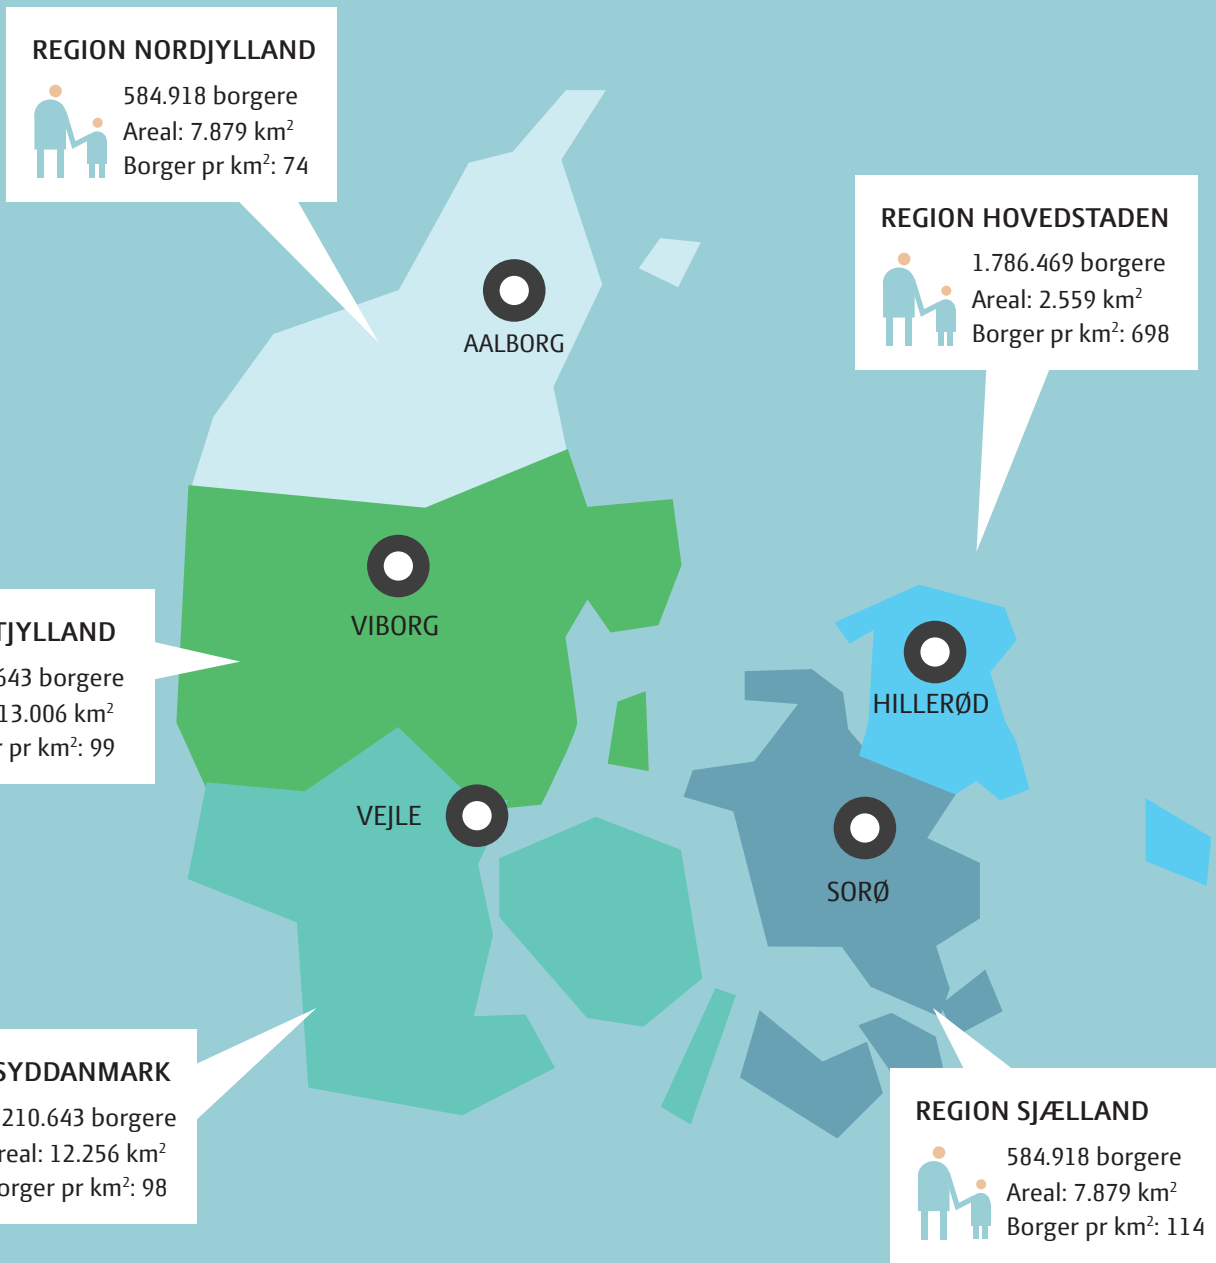 REGION NORDJYLLAND
584.918 borgere
Areal: 7.879 km²
Borger pr km²: 74
REGION HOVEDSTADEN
1.786.469 borgere
Areal: 2.559 km²
Borger pr km²: 698
AALBORG
VIBORG
TJYLLAND
643 borgere
13.006 km²
r pr km²: 99
HILLERØD
VEJLE
SORØ
SYDDANMARK
210.643 borgere
real: 12.256 km²
orger pr km²: 98
REGION SJÆLLAND
584.918 borgere
Areal: 7.879 km²
Borger pr km²: 114